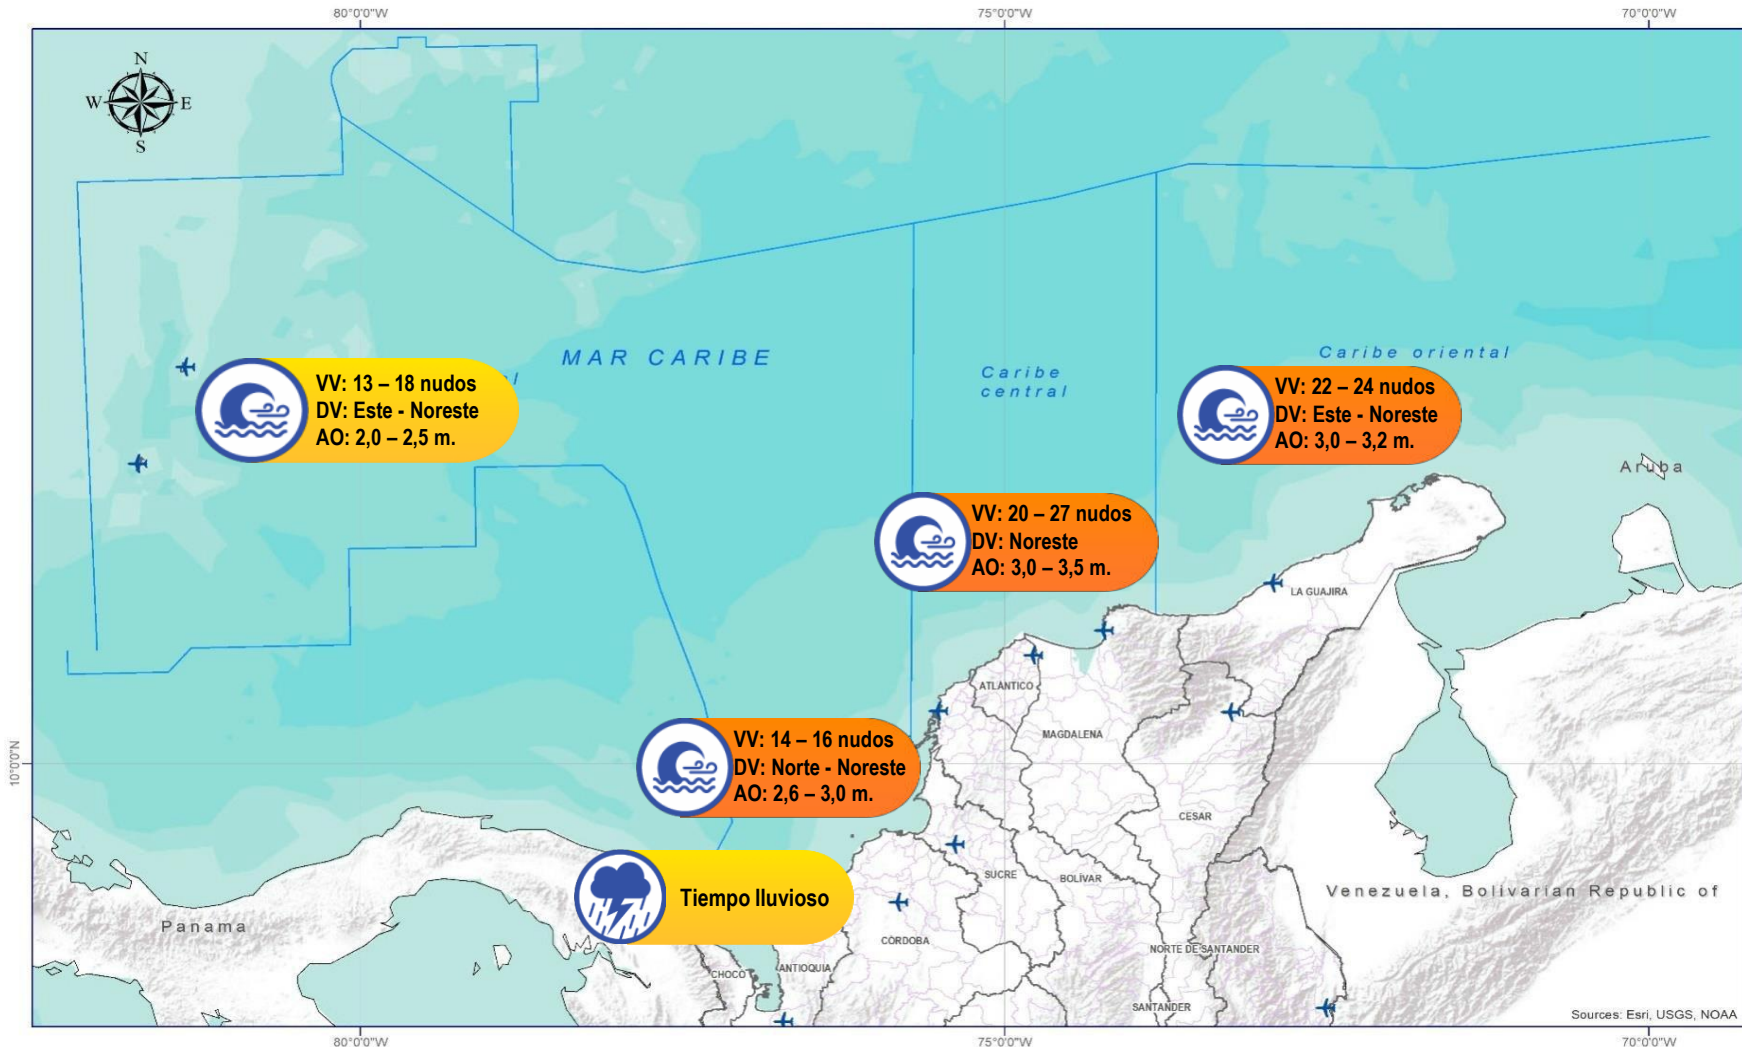 80°0'0"W
75°0'0"W
70°0'0"W
N
W E
S
MAR CARIBE
Caribe oriental
Caribe
central
VV: 13 – 18 nudos
DV: Este - Noreste
AO: 2,0 – 2,5 m.
VV: 22 – 24 nudos
DV: Este - Noreste
AO: 3,0 – 3,2 m.
Aruba
VV: 20 – 27 nudos
DV: Noreste
AO: 3,0 – 3,5 m.
LA GUAJIRA
ATLÁNTICO
MAGDALENA
VV: 14 – 16 nudos
DV: Norte - Noreste
AO: 2,6 – 3,0 m.
10°0'0"N
CESAR
SUCRE
BOLÍVAR
Venezuela, Bolivarian Republic of
Tiempo lluvioso
Panama
CÓRDOBA
NORTE DE SANTANDER
CHOCÓ
ANTIOQUIA
SANTANDER
Sources: Esri, USGS, NOAA
80°0'0"W
75°0'0"W
70°0'0"W